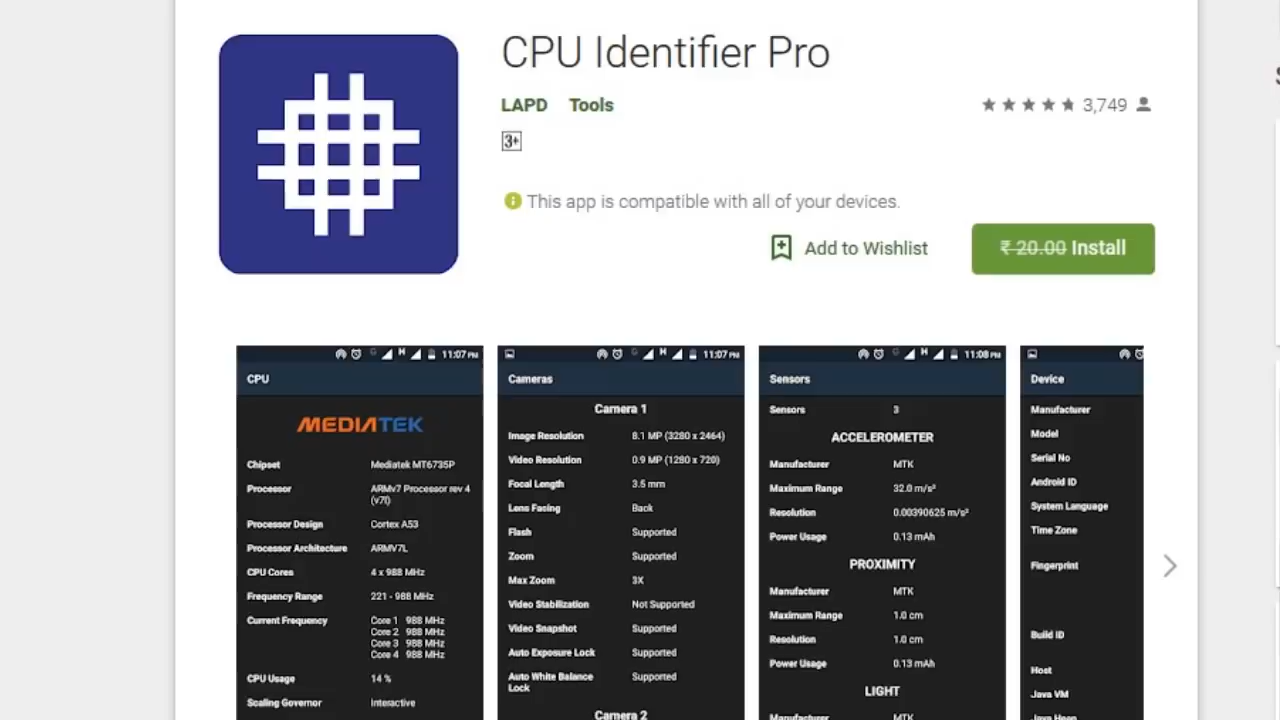 CPU Identifier Pro
LAPD Tools
3,749
3+
This app is compatible with all of your devices.
Add to Wishlist
₹ 20.00 Install
11:07 PM
CPU
MEDIATEK
Chipset Mediatek MT6735P
Processor ARMv7 Processor rev 4
(v7l)
Processor Design Cortex A53
Processor Architecture ARMV7L
CPU Cores 4 x 988 MHz
Frequency Range 221 - 988 MHz
Current Frequency Core 1 988 MHz
Core 2 988 MHz
Core 3 988 MHz
Core 4 988 MHz
CPU Usage 14 %
Scaling Governor Interactive
11:07 PM
Cameras
Camera 1
Image Resolution 8.1 MP (3280 x 2464)
Video Resolution 0.9 MP (1280 x 720)
Focal Length 3.5 mm
Lens Facing Back
Flash Supported
Zoom Supported
Max Zoom 3X
Video Stabilization Not Supported
Video Snapshot Supported
Auto Exposure Lock Supported
Auto White Balance Supported
Lock
Camera 2
11:08 PM
Sensors
Sensors 3
ACCELEROMETER
Manufacturer MTK
Maximum Range 32.0 m/s²
Resolution 0.00390625 m/s²
Power Usage 0.13 mAh
PROXIMITY
Manufacturer MTK
Maximum Range 1.0 cm
Resolution 1.0 cm
Power Usage 0.13 mAh
LIGHT
Manufacturer MTK
Device
Manufacturer
Model
Serial No
Android ID
System Language
Time Zone
Fingerprint
Build ID
Host
Java VM
Java Heap